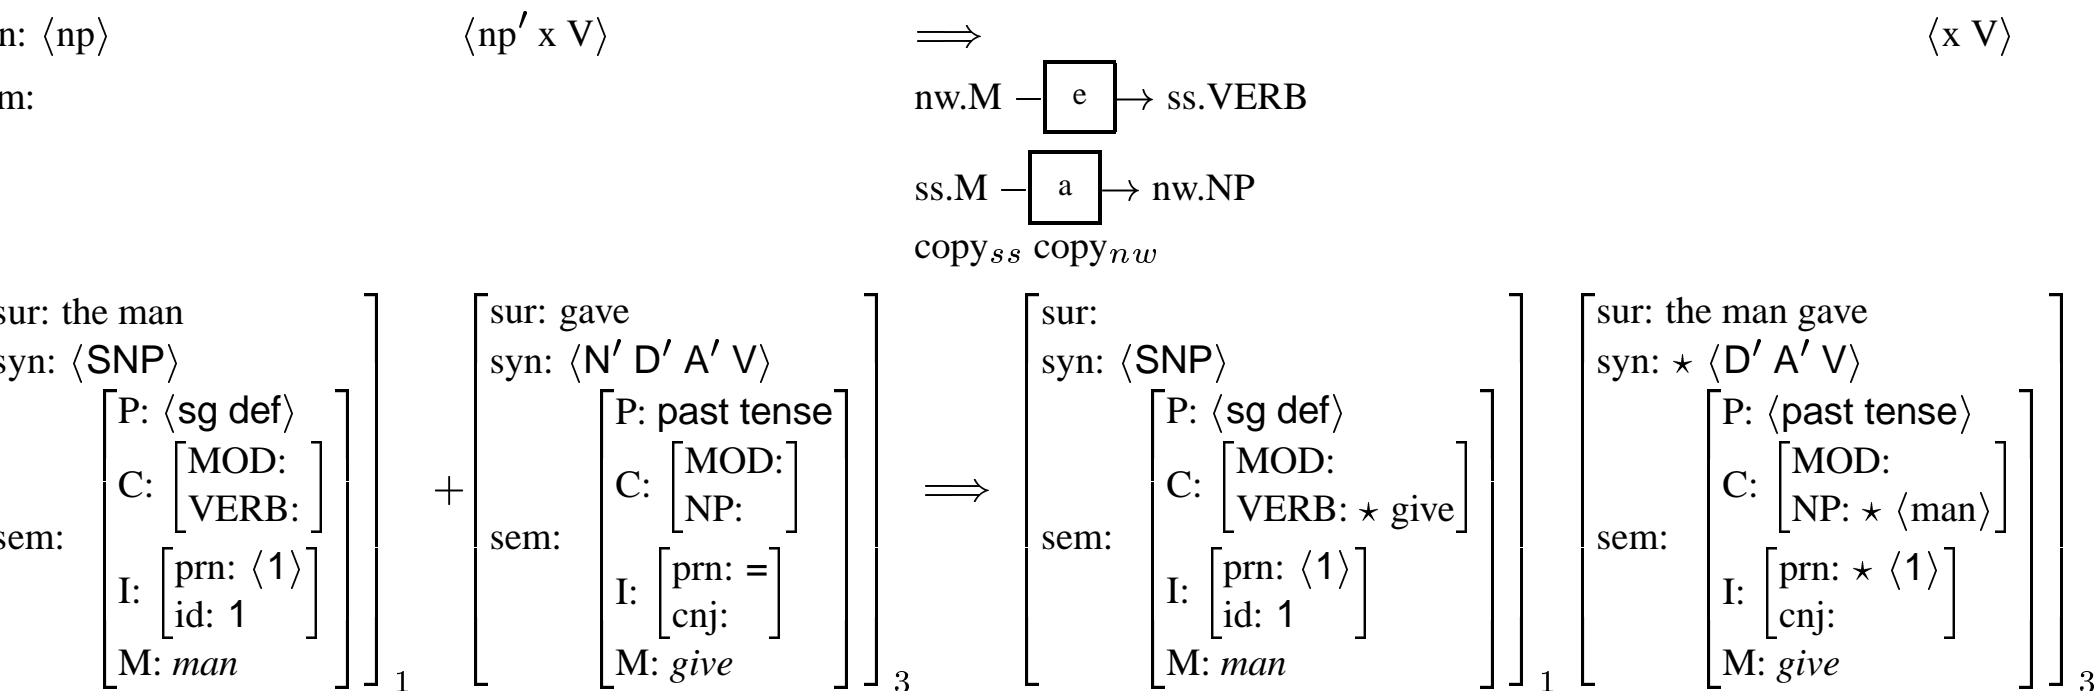 n: ⟨np⟩ ⟨np′ x V⟩ ⟹ ⟨x V⟩
m: nw.M – e → ss.VERB
ss.M – a → nw.NP
copy_ss copy_nw
sur: the man sur: gave sur: sur: the man gave
syn: ⟨SNP⟩ syn: ⟨N′ D′ A′ V⟩ syn: ⟨SNP⟩ syn: ⋆ ⟨D′ A′ V⟩
P: ⟨sg def⟩ P: past tense P: ⟨sg def⟩ P: ⟨past tense⟩
MOD: MOD: MOD: MOD:
C: + C: ⟹ C: C:
VERB: NP: VERB: ⋆ give NP: ⋆ ⟨man⟩
sem: sem: sem: sem:
prn: ⟨1⟩ prn: = prn: ⟨1⟩ prn: ⋆ ⟨1⟩
I: I: I: I:
id: 1 cnj: id: 1 cnj:
M: man 1 M: give 3 M: man 1 M: give 3